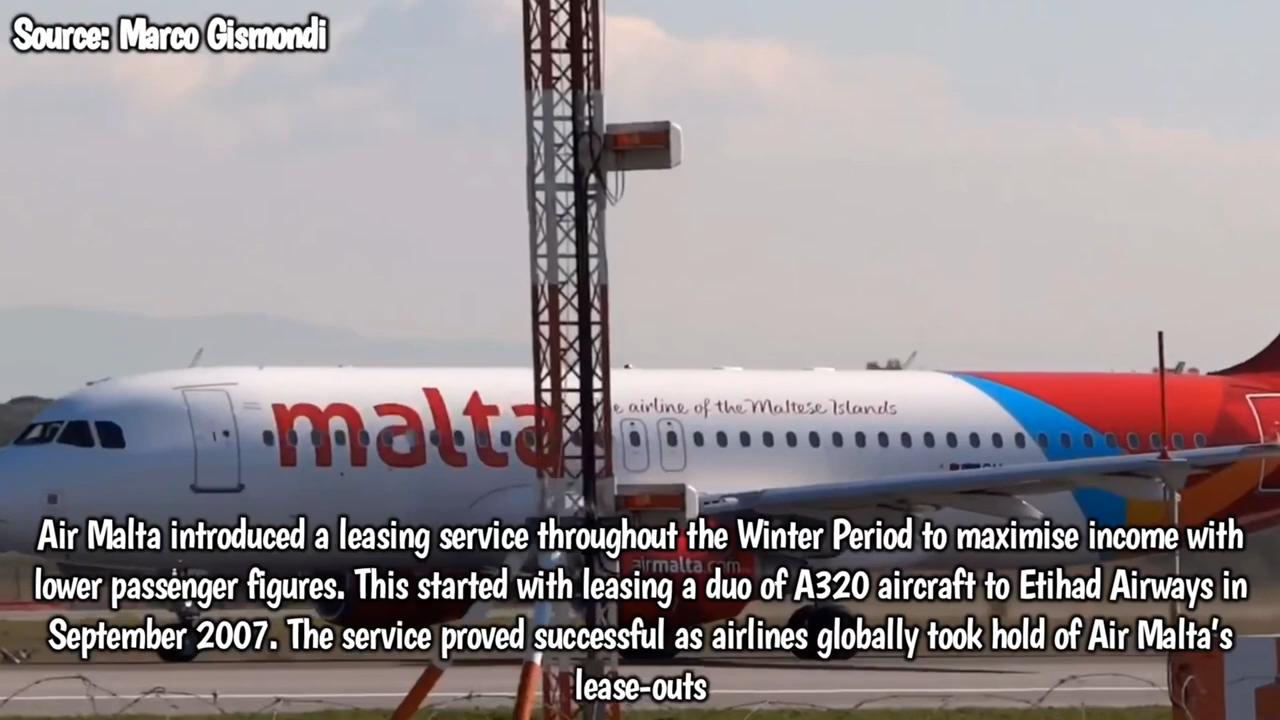 Source: Marco Gismondi
malta
e airline of the Maltese Islands
airmalta.com
Air Malta introduced a leasing service throughout the Winter Period to maximise income with
lower passenger figures. This started with leasing a duo of A320 aircraft to Etihad Airways in
September 2007. The service proved successful as airlines globally took hold of Air Malta's
lease-outs